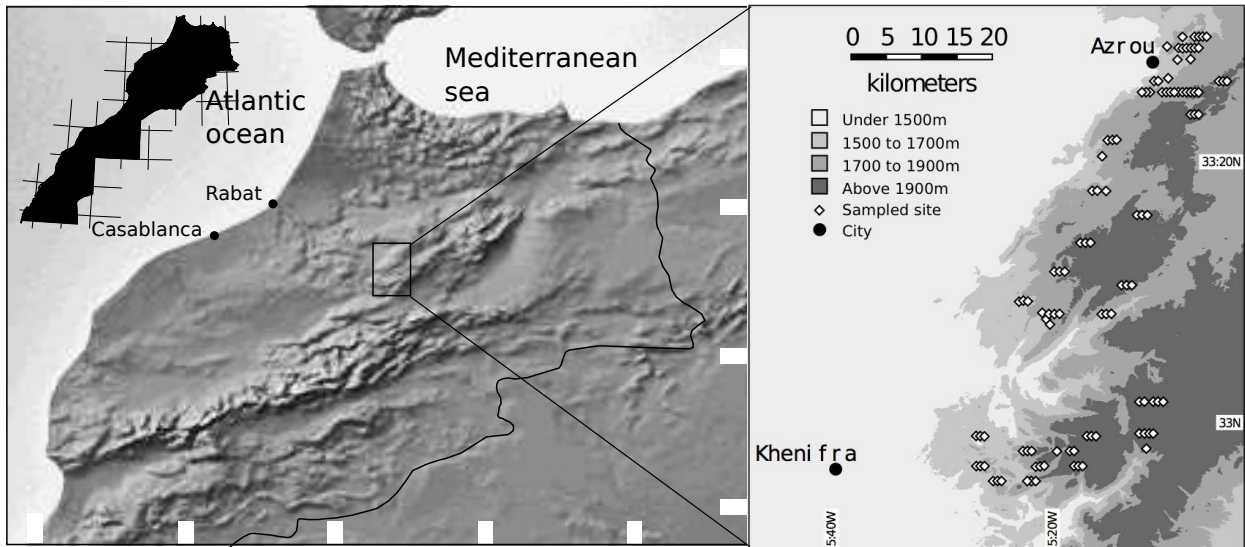 Mediterranean
sea
Atlantic
ocean
Rabat
Casablanca
0 5 10 15 20
kilometers
Under 1500m
1500 to 1700m
1700 to 1900m
Above 1900m
Sampled site
City
Azrou
33:20N
33N
Khenifra
5:40W
5:20W